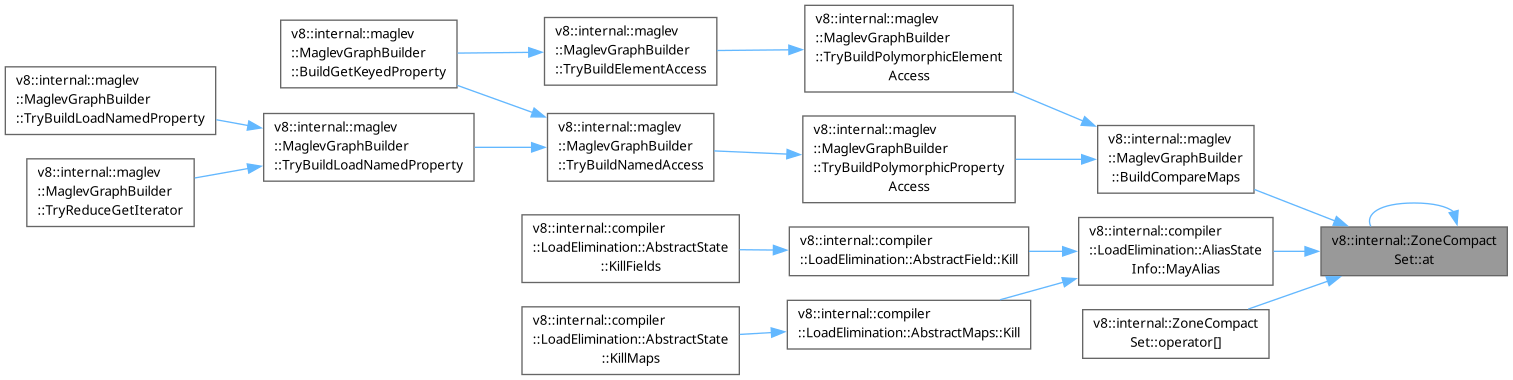 v8::internal::maglev
::MaglevGraphBuilder
::TryBuildLoadNamedProperty
v8::internal::maglev
::MaglevGraphBuilder
::TryReduceGetIterator
v8::internal::maglev
::MaglevGraphBuilder
::BuildGetKeyedProperty
v8::internal::maglev
::MaglevGraphBuilder
::TryBuildLoadNamedProperty
v8::internal::maglev
::MaglevGraphBuilder
::TryBuildElementAccess
v8::internal::maglev
::MaglevGraphBuilder
::TryBuildNamedAccess
v8::internal::compiler
::LoadElimination::AbstractState
::KillFields
v8::internal::compiler
::LoadElimination::AbstractState
::KillMaps
v8::internal::maglev
::MaglevGraphBuilder
::TryBuildPolymorphicElement
Access
v8::internal::maglev
::MaglevGraphBuilder
::TryBuildPolymorphicProperty
Access
v8::internal::compiler
::LoadElimination::AbstractField::Kill
v8::internal::compiler
::LoadElimination::AbstractMaps::Kill
v8::internal::maglev
::MaglevGraphBuilder
::BuildCompareMaps
v8::internal::compiler
::LoadElimination::AliasState
Info::MayAlias
v8::internal::ZoneCompact
Set::operator[]
v8::internal::ZoneCompact
Set::at